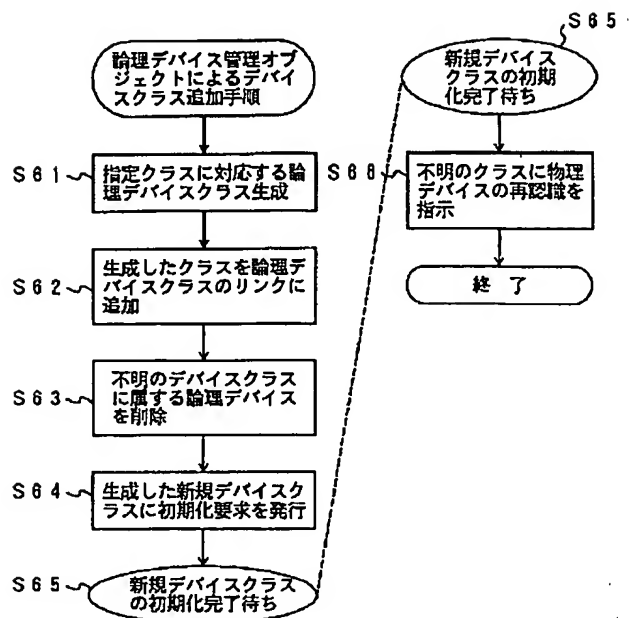 論理デバイス管理オブ
ジェクトによるデバイ
スクラス追加手順
S61
指定クラスに対応する論
理デバイスクラス生成
S62
生成したクラスを論理デ
バイスクラスのリンクに
追加
S63
不明のデバイスクラス
に属する論理デバイス
を削除
S64
生成した新規デバイスク
ラスに初期化要求を発行
S65
新規デバイスクラス
の初期化完了待ち
S65
新規デバイス
クラスの初期
化完了待ち
S66
不明のクラスに物理
デバイスの再認識を
指示
終 了